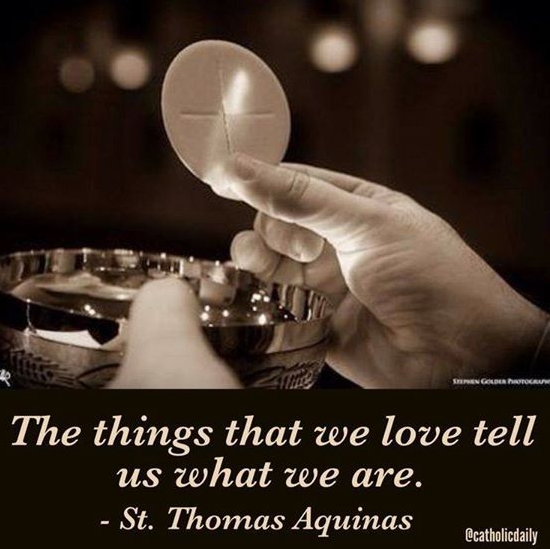 STEPHEN GOLDER PHOTOGRAPHY
The things that we love tell
us what we are.
- St. Thomas Aquinas
@catholicdaily